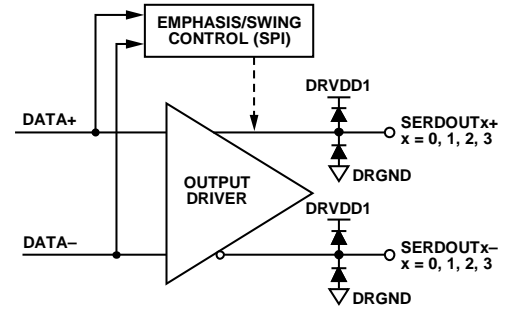 EMPHASIS/SWING
CONTROL (SPI)
DRVDD1
DATA+
SERDOUTx+
x = 0, 1, 2, 3
DRGND
OUTPUT
DRIVER
DRVDD1
DATA–
SERDOUTx–
x = 0, 1, 2, 3
DRGND